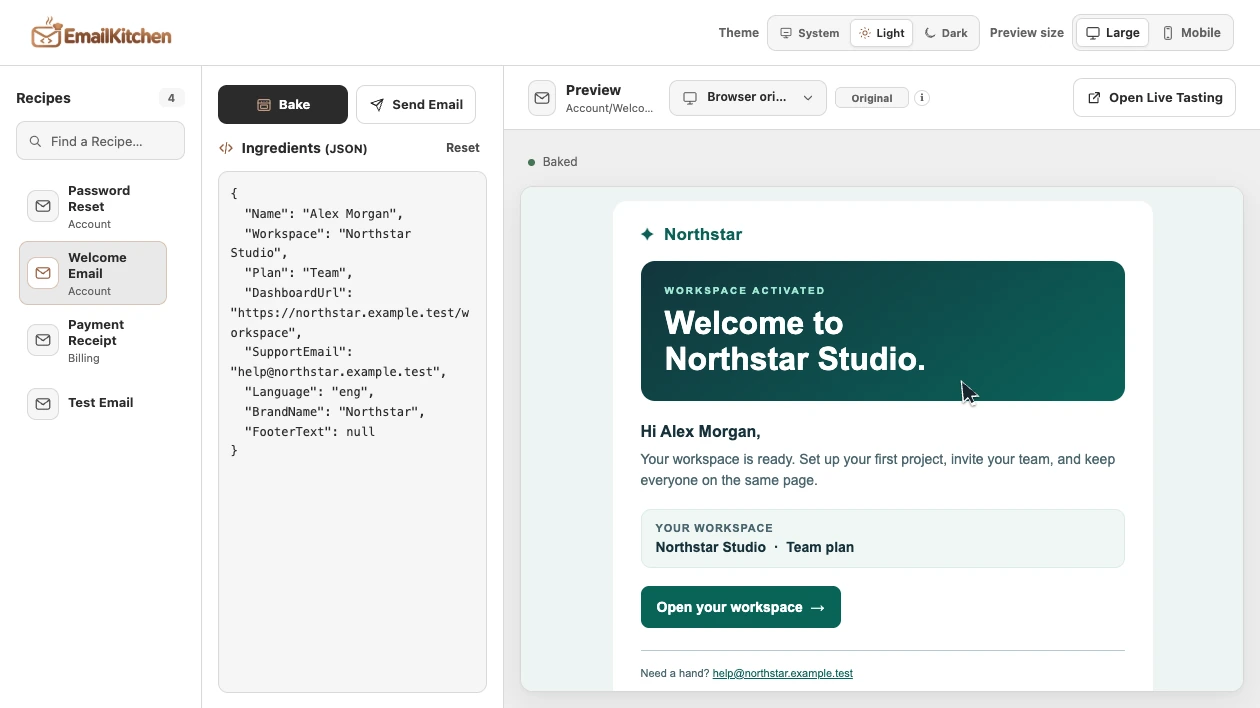 EmailKitchen
Theme
System
Light
Dark
Preview size
Large
Mobile
Recipes
4
Find a Recipe...
Password
Reset
Account
Welcome
Email
Account
Payment
Receipt
Billing
Test Email
Bake
Send Email
</> Ingredients (JSON)
Reset
{
"Name": "Alex Morgan",
"Workspace": "Northstar
Studio",
"Plan": "Team",
"DashboardUrl":
"https://northstar.example.test/w
orkspace",
"SupportEmail":
"help@northstar.example.test",
"Language": "eng",
"BrandName": "Northstar",
"FooterText": null
}
Preview
Account/Welco...
Browser ori...
Original
i
Open Live Tasting
Baked
Northstar
WORKSPACE ACTIVATED
Welcome to
Northstar Studio.
Hi Alex Morgan,
Your workspace is ready. Set up your first project, invite your team, and keep
everyone on the same page.
YOUR WORKSPACE
Northstar Studio · Team plan
Open your workspace →
Need a hand? help@northstar.example.test